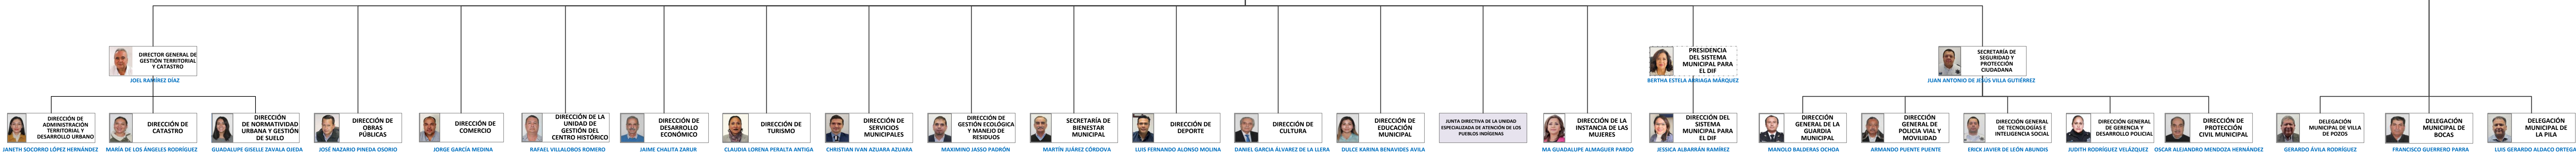 DIRECTOR GENERAL DE
GESTIÓN TERRITORIAL
Y CATASTRO
JOEL RAMÍREZ DÍAZ
PRESIDENCIA
DEL SISTEMA
MUNICIPAL PARA
EL DIF
BERTHA ESTELA ARRIAGA MÁRQUEZ
SECRETARÍA DE
SEGURIDAD Y
PROTECCIÓN
CIUDADANA
JUAN ANTONIO DE JESÚS VILLA GUTIÉRREZ
DIRECCIÓN DE
ADMINISTRACIÓN
TERRITORIAL Y
DESARROLLO URBANO
JANETH SOCORRO LÓPEZ HERNÁNDEZ
DIRECCIÓN DE
CATASTRO
MARÍA DE LOS ÁNGELES RODRÍGUEZ
DIRECCIÓN
DE NORMATIVIDAD
URBANA Y GESTIÓN
DE SUELO
GUADALUPE GISELLE ZAVALA OJEDA
DIRECCIÓN DE
OBRAS
PÚBLICAS
JOSÉ NAZARIO PINEDA OSORIO
DIRECCIÓN DE
COMERCIO
JORGE GARCÍA MEDINA
DIRECCIÓN DE LA
UNIDAD DE
GESTIÓN DEL
CENTRO HISTÓRICO
RAFAEL VILLALOBOS ROMERO
DIRECCIÓN DE
DESARROLLO
ECONÓMICO
JAIME CHALITA ZARUR
DIRECCIÓN DE
TURISMO
CLAUDIA LORENA PERALTA ANTIGA
DIRECCIÓN DE
SERVICIOS
MUNICIPALES
CHRISTIAN IVAN AZUARA AZUARA
DIRECCIÓN DE
GESTIÓN ECOLÓGICA
Y MANEJO DE
RESIDUOS
MAXIMINO JASSO PADRÓN
SECRETARÍA DE
BIENESTAR
MUNICIPAL
MARTÍN JUÁREZ CÓRDOVA
DIRECCIÓN DE
DEPORTE
LUIS FERNANDO ALONSO MOLINA
DIRECCIÓN DE
CULTURA
DANIEL GARCIA ÁLVAREZ DE LA LLERA
DIRECCIÓN DE
EDUCACIÓN
MUNICIPAL
DULCE KARINA BENAVIDES AVILA
JUNTA DIRECTIVA DE LA UNIDAD
ESPECIALIZADA DE ATENCIÓN DE LOS
PUEBLOS INDÍGENAS
DIRECCIÓN DE LA
INSTANCIA DE LAS
MUJERES
MA GUADALUPE ALMAGUER PARDO
DIRECCIÓN DEL
SISTEMA
MUNICIPAL PARA
EL DIF
JESSICA ALBARRÁN RAMÍREZ
DIRECCIÓN
GENERAL DE LA
GUARDIA
MUNICIPAL
MANOLO BALDERAS OCHOA
DIRECCIÓN
GENERAL DE
POLICIA VIAL Y
MOVILIDAD
ARMANDO PUENTE PUENTE
DIRECCIÓN GENERAL
DE TECNOLOGÍAS E
INTELIGENCIA SOCIAL
ERICK JAVIER DE LEÓN ABUNDIS
DIRECCIÓN GENERAL
DE GERENCIA Y
DESARROLLO POLICIAL
JUDITH RODRÍGUEZ VELÁZQUEZ
DIRECCIÓN DE
PROTECCIÓN
CIVIL MUNICIPAL
OSCAR ALEJANDRO MENDOZA HERNÁNDEZ
DELEGACIÓN
MUNICIPAL DE VILLA
DE POZOS
GERARDO ÁVILA RODRÍGUEZ
DELEGACIÓN
MUNICIPAL DE
BOCAS
FRANCISCO GUERRERO PARRA
DELEGACIÓN
MUNICIPAL DE
LA PILA
LUIS GERARDO ALDACO ORTEGA